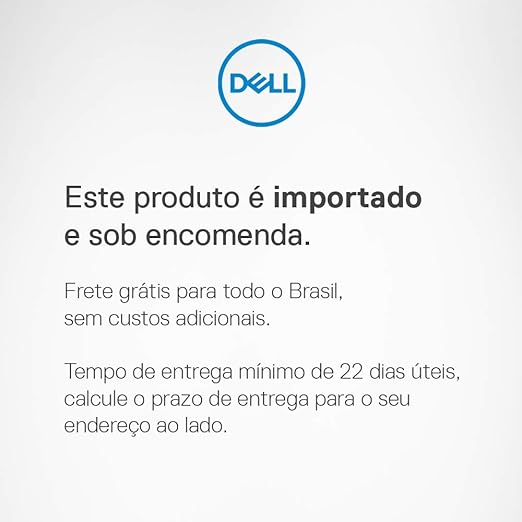 DELL
Este produto é importado
e sob encomenda.
Frete grátis para todo o Brasil,
sem custos adicionais.
Tempo de entrega mínimo de 22 dias úteis,
calcule o prazo de entrega para o seu
endereço ao lado.